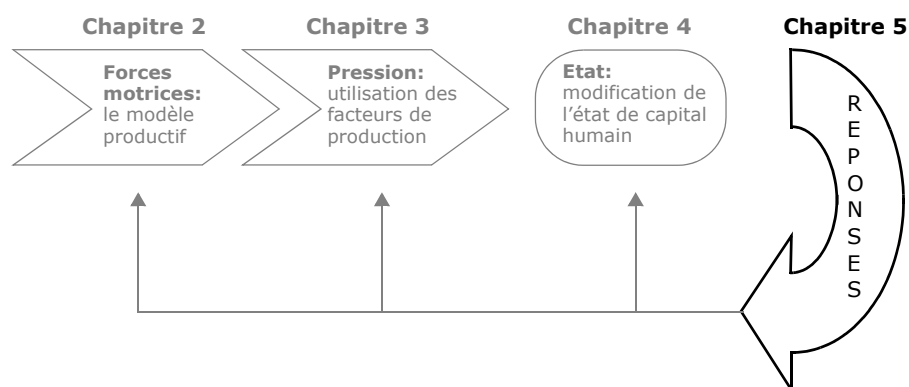 Chapitre 2
Chapitre 3
Chapitre 4
Chapitre 5
Forces
motrices:
le modèle
productif
Pression:
utilisation des
facteurs de
production
Etat:
modification de
l'état de capital
humain
R
E
P
O
N
S
E
S